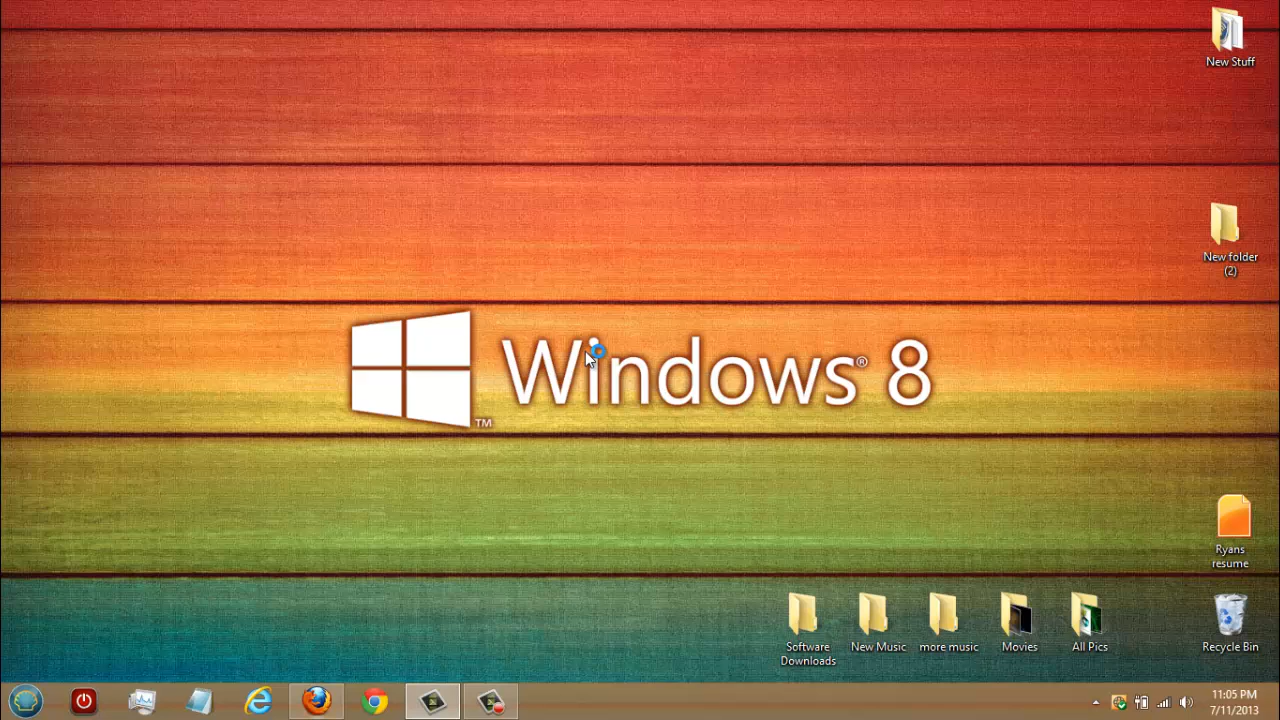 New Stuff
New folder
(2)
Windows® 8
TM
Ryans
resume
Software
Downloads
New Music
more music
Movies
All Pics
Recycle Bin
11:05 PM
7/11/2013